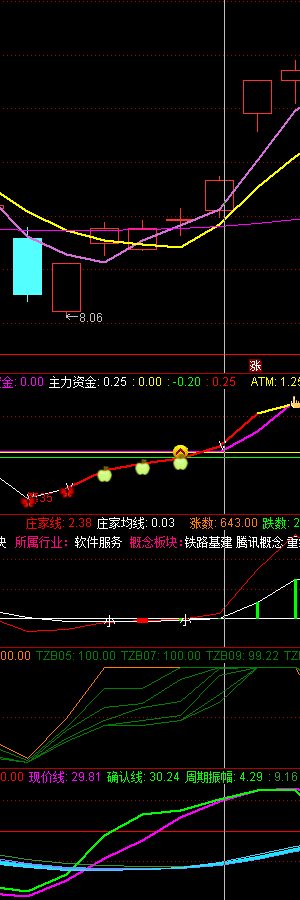 8.06
涨
金: 0.00 主力资金: 0.25 : 0.00 : -0.20 : 0.25 ATM: 1.25
庄家线: 2.38 庄家均线: 0.03 涨数: 643.00 跌数: 2
块 所属行业: 软件服务 概念板块: 铁路基建 腾讯概念 重
小 小
00.00 TZB05: 100.00 TZB07: 100.00 TZB09: 99.22 TZ
0.00 现价线: 29.81 确认线: 30.24 周期振幅: 4.29 : 9.16